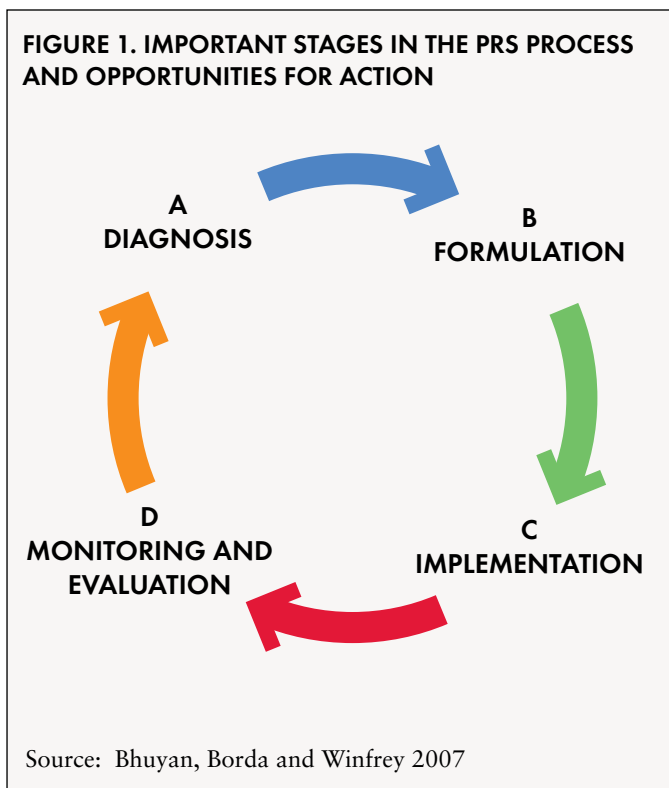 FIGURE 1. IMPORTANT STAGES IN THE PRS PROCESS
AND OPPORTUNITIES FOR ACTION
A
DIAGNOSIS
B
FORMULATION
C
IMPLEMENTATION
D
MONITORING AND
EVALUATION
Source: Bhuyan, Borda and Winfrey 2007